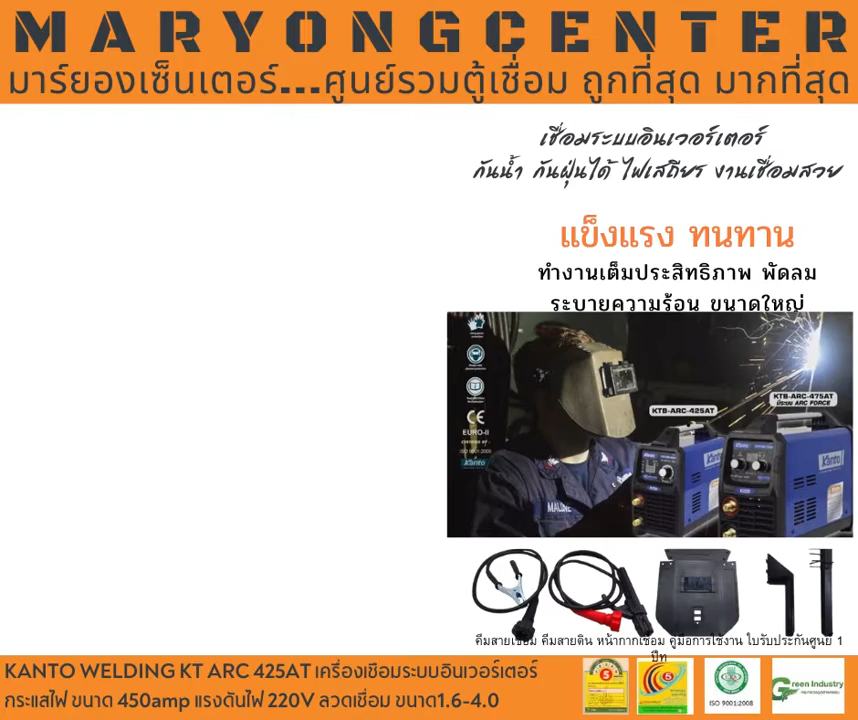 MARYONGCENTER
มาร์ยองเซ็นเตอร์...ศูนย์รวมตู้เชื่อม ถูกที่สุด มากที่สุด
เชื่อมระบบอินเวอร์เตอร์
กันน้ำ กันฝุ่นได้ ไฟเสถียร งานเชื่อมสวย
แข็งแรง ทนทาน
ทำงานเต็มประสิทธิภาพ พัดลม
ระบายความร้อน ขนาดใหญ่
KTB-ARC-475AT
มีระบบ ARC FORCE
KTB-ARC-425AT
CE
EURO-II
ISO 9001:2008
Kanto
Kanto
คีมสายเชื่อม คีมสายดิน หน้ากากเชื่อม คู่มือการใช้งาน ใบรับประกันศูนย์ 1
ปีท
KANTO WELDING KT ARC 425AT เครื่องเชือมระบบอินเวอร์เตอร์
กระแสไฟ ขนาด 450amp แรงดันไฟ 220V ลวดเชื่อม ขนาด1.6-4.0
5
5
ISO 9001:2008
Green Industry